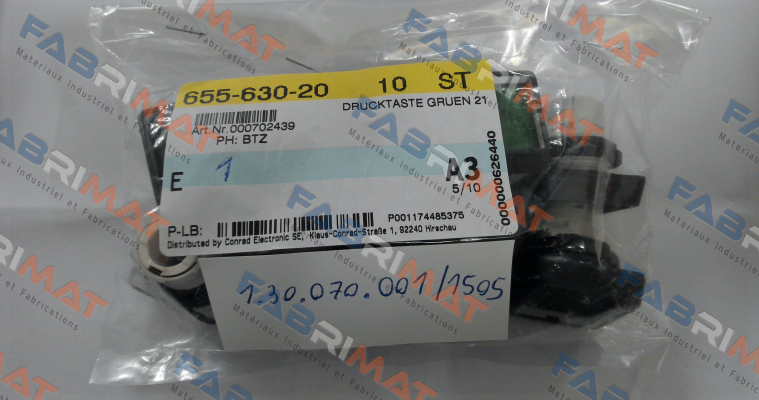 655-630-20 10 ST
DRUCKTASTE GRUEN 21
Art.Nr.000702439
PH: BTZ
E 1 A3
5/10
000000626440
P-LB: P001174485375
Distributed by Conrad Electronic SE, Klaus-Conrad-Straße 1, 92240 Hirschau
1.30.070.001/1505
FABRIMAT
Materiaux Industriel et Fabrications